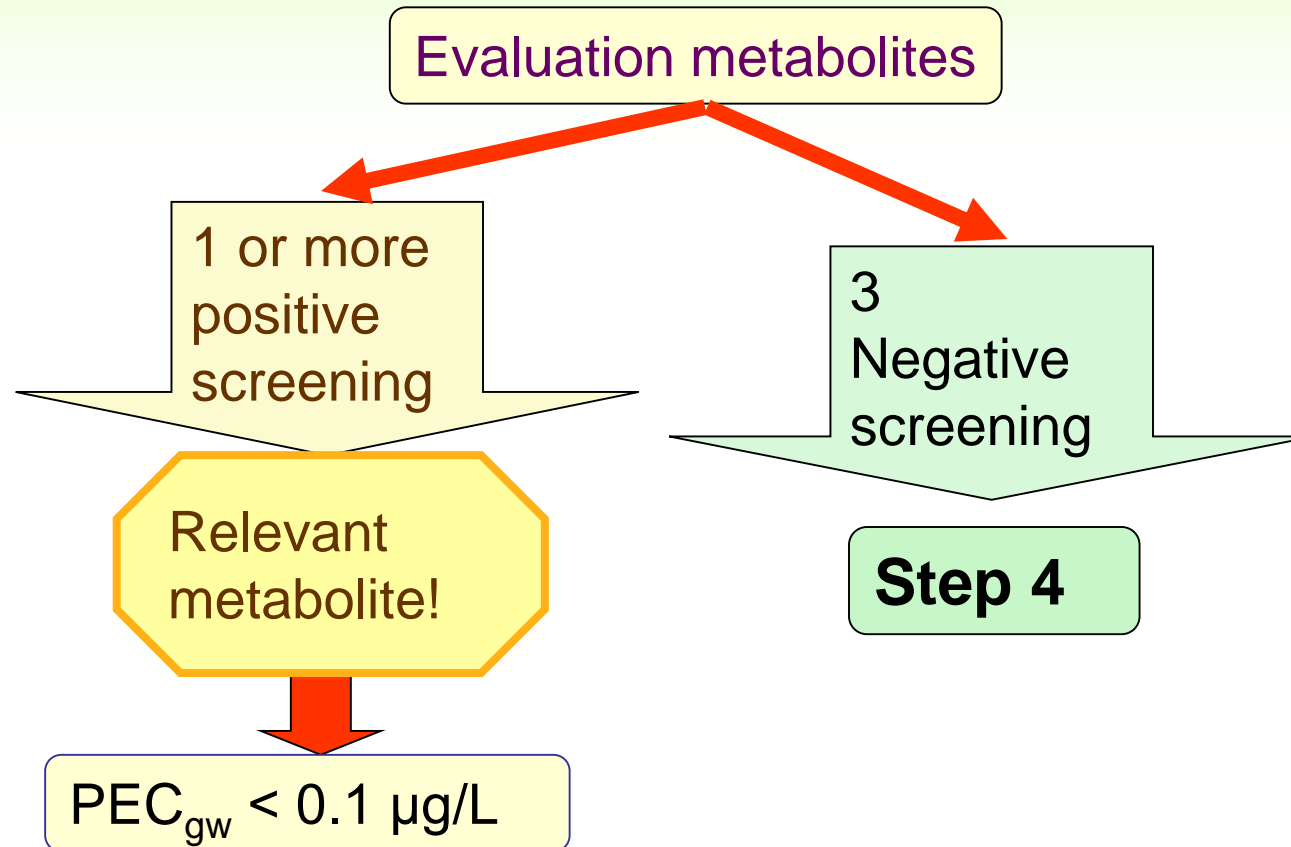 Evaluation metabolites
1 or more
positive
screening
3
Negative
screening
Relevant
metabolite!
Step 4
PECgw < 0.1 µg/L